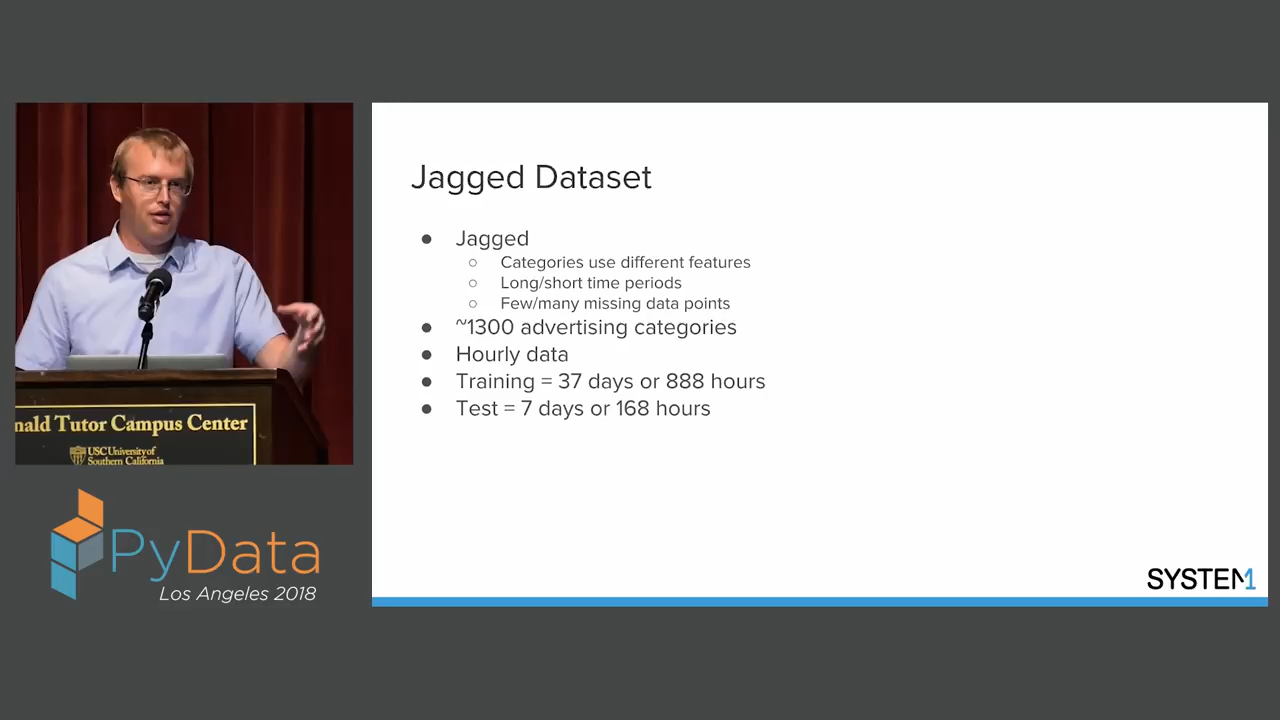 Jagged Dataset
● Jagged
○ Categories use different features
○ Long/short time periods
○ Few/many missing data points
● ~1300 advertising categories
● Hourly data
● Training = 37 days or 888 hours
● Test = 7 days or 168 hours
SYSTEM1
nald Tutor Campus Center
USC University of
Southern California
PyData
Los Angeles 2018